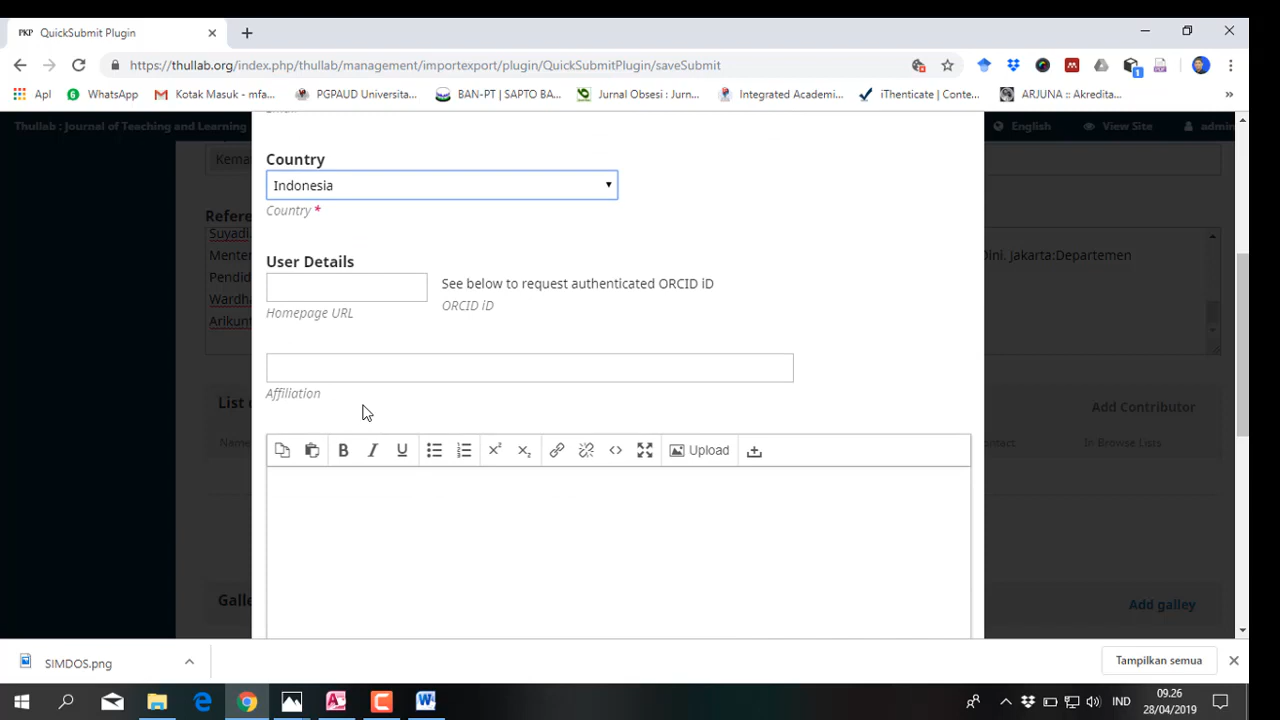 PKP QuickSubmit Plugin
https://thullab.org/index.php/thullab/management/importexport/plugin/QuickSubmitPlugin/saveSubmit
1
Apl WhatsApp Kotak Masuk - mfa... PGPAUD Universita... BAN-PT | SAPTO BA... Jurnal Obsesi : Jurn... Integrated Academi... iThenticate | Conte... ARJUNA :: Akredita... »
Thullab : Journal of Teaching and Learning English View Site admin
Email
Kema
Country
Indonesia
Country *
Refere
Suyadi.
Menter Dini. Jakarta:Departemen
Pendid
Wardha
Arikunt
User Details
See below to request authenticated ORCID iD
Homepage URL ORCID iD
Affiliation
List Add Contributor
Name ontact In Browse Lists
B I U Upload
Galle Add galley
SIMDOS.png Tampilkan semua
IND
09.26
28/04/2019